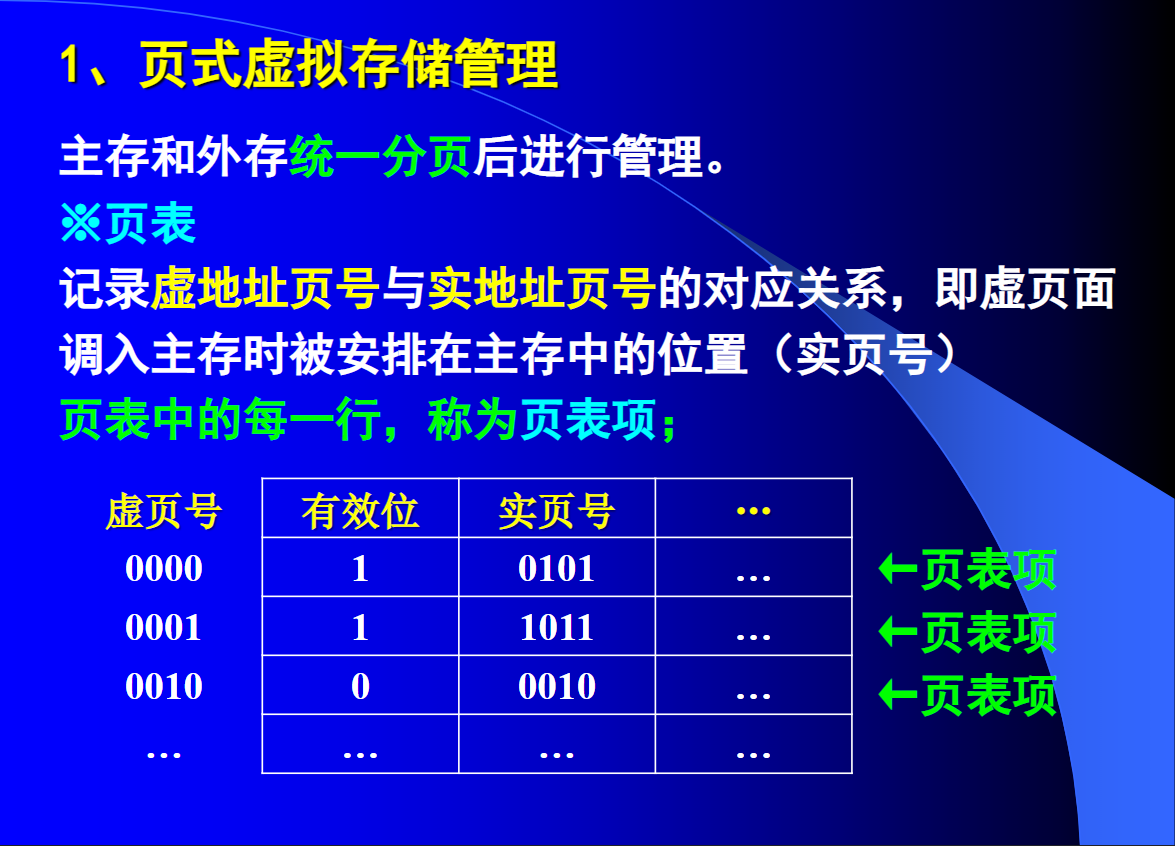 1、页式虚拟存储管理
主存和外存统一分页后进行管理。
※页表
记录虚地址页号与实地址页号的对应关系，即虚页面
调入主存时被安排在主存中的位置（实页号）
页表中的每一行，称为页表项；
虚页号 有效位 实页号 …
0000 1 0101 … ←页表项
0001 1 1011 … ←页表项
0010 0 0010 … ←页表项
… … … …